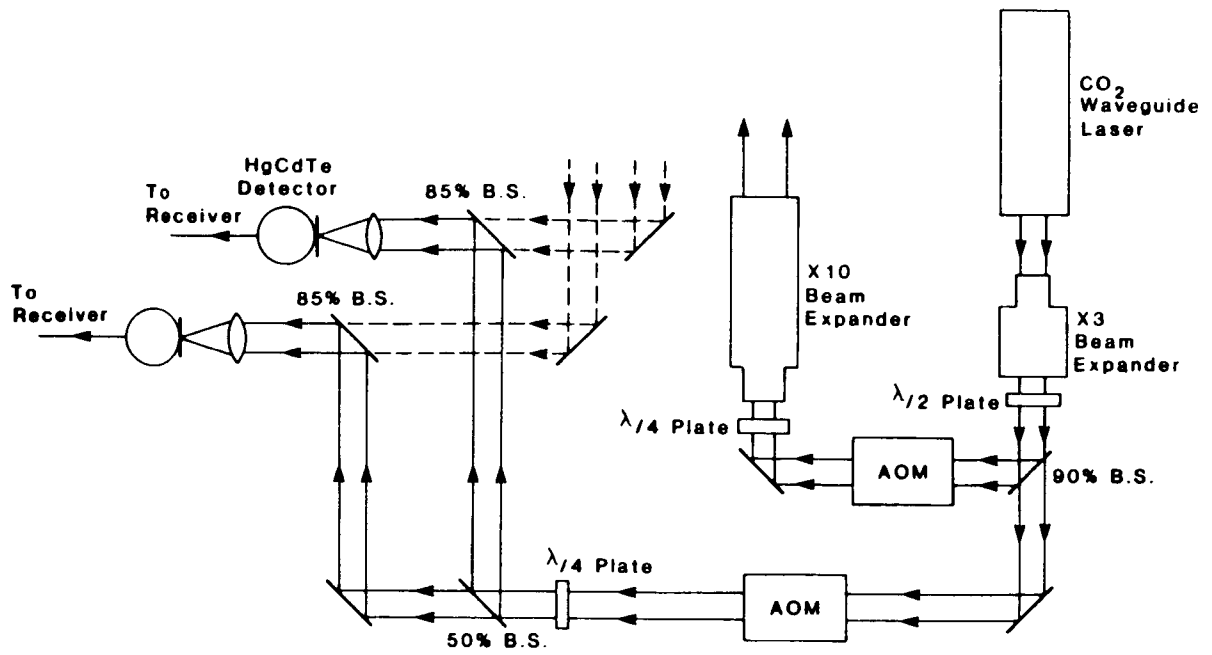 CO2
Waveguide
Laser
HgCdTe
Detector
To
Receiver
85% B.S.
X10
Beam
Expander
To
Receiver
85% B.S.
X3
Beam
Expander
λ/2 Plate
λ/4 Plate
AOM
90% B.S.
λ/4 Plate
AOM
50% B.S.